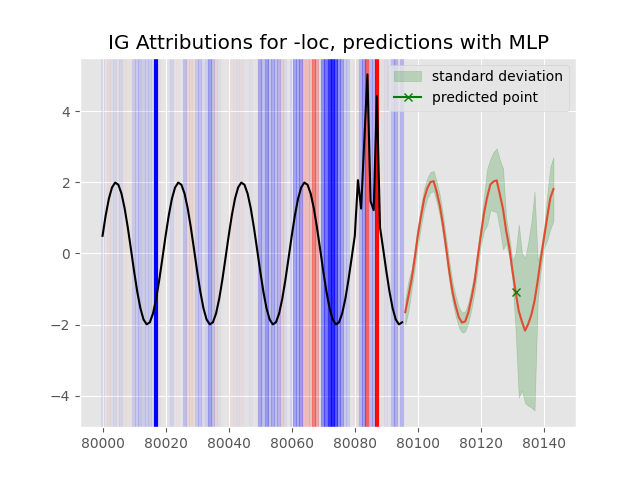 IG Attributions for -loc, predictions with MLP
standard deviation
predicted point
4
2
0
−2
−4
80000 80020 80040 80060 80080 80100 80120 80140